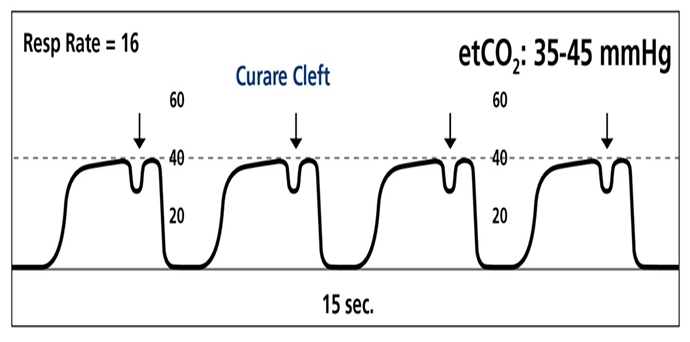 Resp Rate = 16
etCO₂: 35-45 mmHg
Curare Cleft
60 60
40 40
20 20
15 sec.